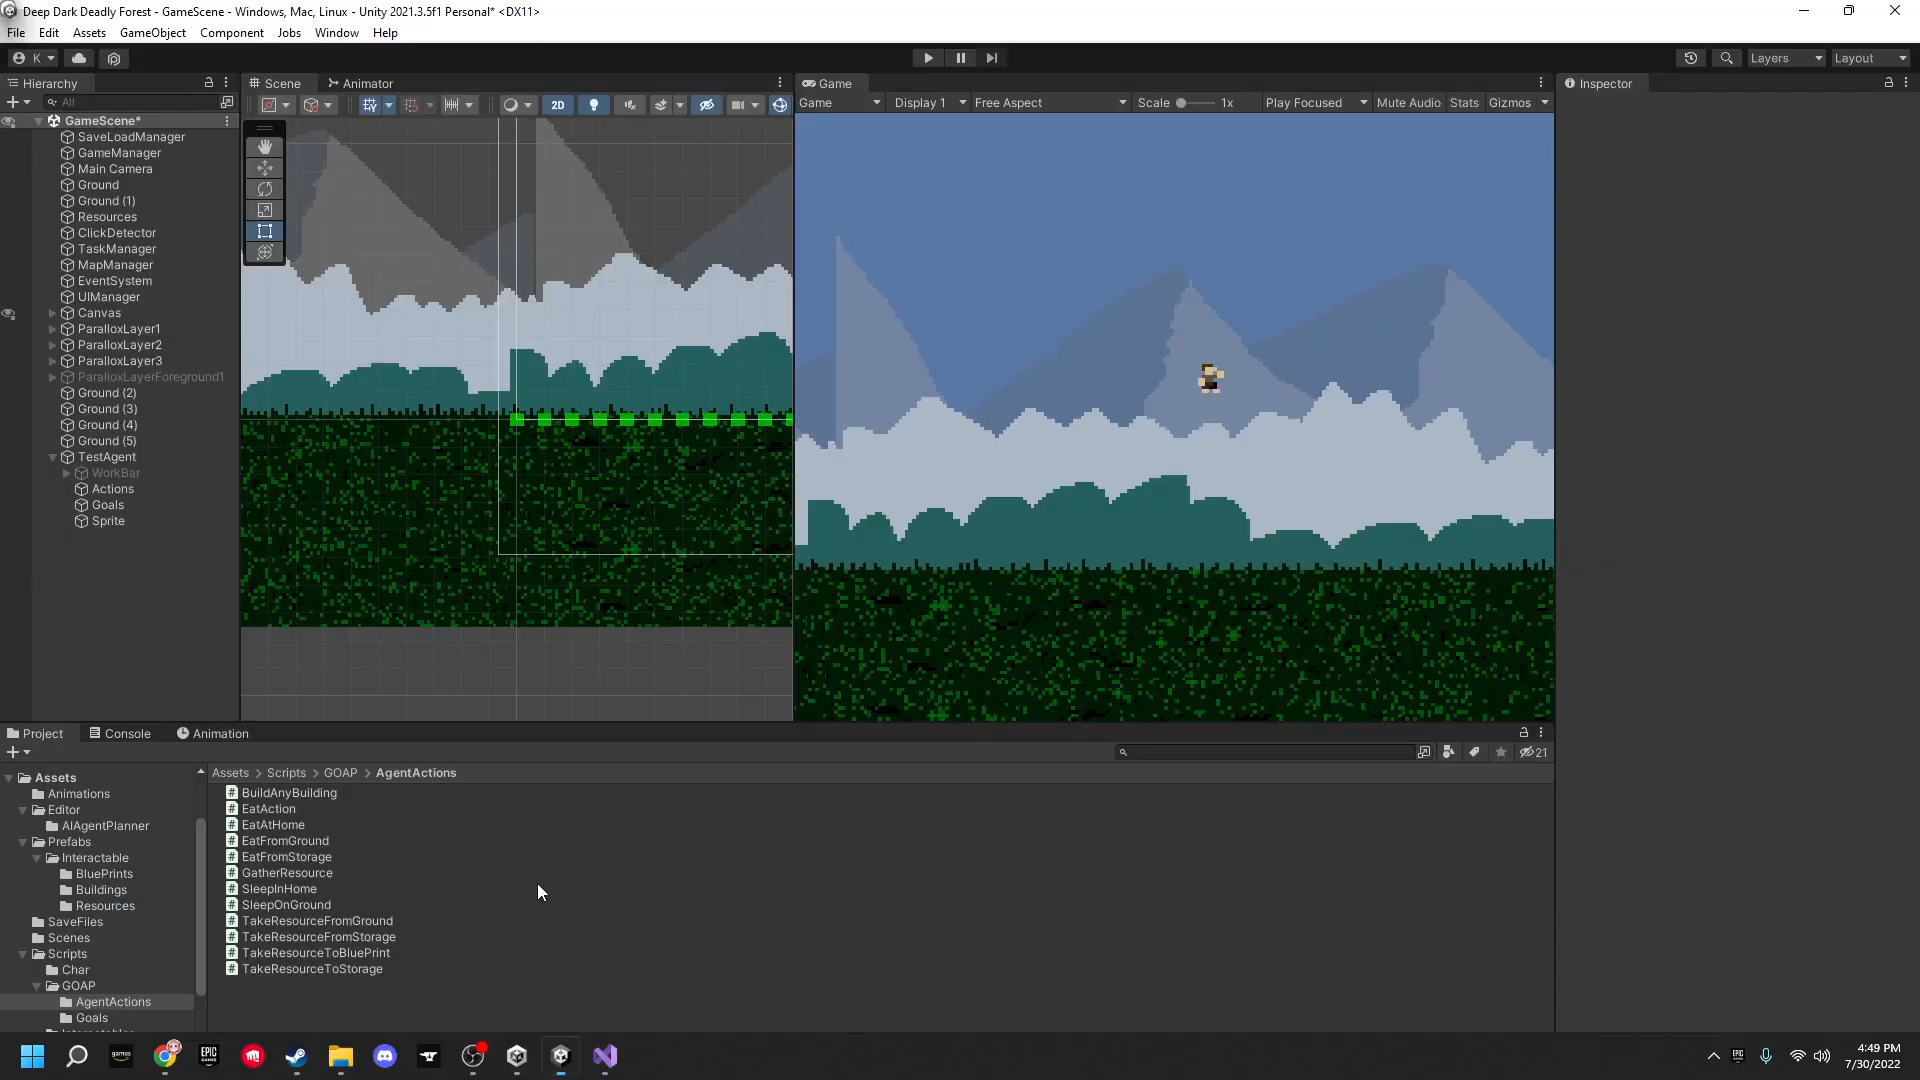 Deep Dark Deadly Forest - GameScene - Windows, Mac, Linux - Unity 2021.3.5f1 Personal* <DX11>
File Edit Assets GameObject Component Jobs Window Help
K Layers Layout
Hierarchy Scene Animator Game Inspector
All 2D Game Display 1 Free Aspect Scale 1x Play Focused Mute Audio Stats Gizmos
GameScene*
SaveLoadManager
GameManager
Main Camera
Ground
Ground (1)
Resources
ClickDetector
TaskManager
MapManager
EventSystem
UIManager
Canvas
ParalloxLayer1
ParalloxLayer2
ParalloxLayer3
ParalloxLayerForeground1
Ground (2)
Ground (3)
Ground (4)
Ground (5)
TestAgent
WorkBar
Actions
Goals
Sprite
Project Console Animation
21
Assets
Animations
Editor
AIAgentPlanner
Prefabs
Interactable
BluePrints
Buildings
Resources
SaveFiles
Scenes
Scripts
Char
GOAP
AgentActions
Goals
Assets > Scripts > GOAP > AgentActions
BuildAnyBuilding
EatAction
EatAtHome
EatFromGround
EatFromStorage
GatherResource
SleepInHome
SleepOnGround
TakeResourceFromGround
TakeResourceFromStorage
TakeResourceToBluePrint
TakeResourceToStorage
games
EPIC
4:49 PM
7/30/2022